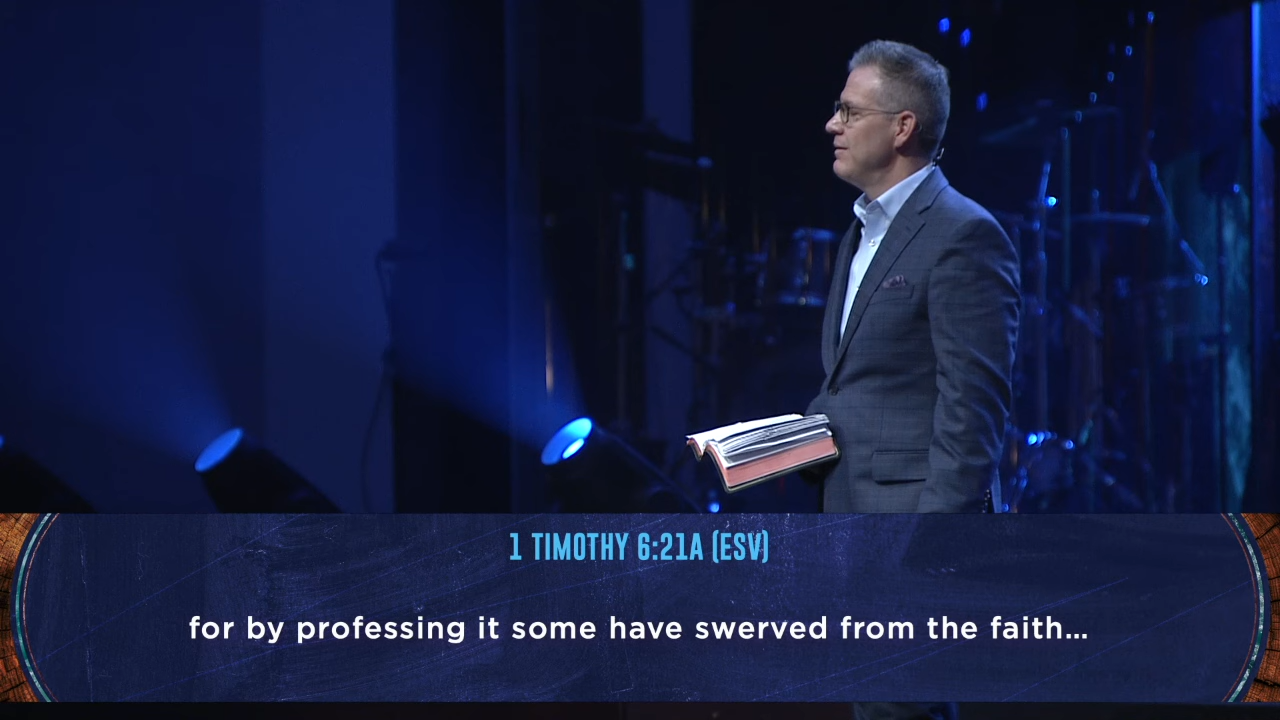 1 TIMOTHY 6:21A (ESV)
for by professing it some have swerved from the faith...